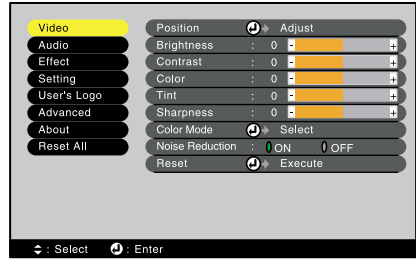 Video
Audio
Effect
Setting
User's Logo
Advanced
About
Reset All
Position Adjust
Brightness : 0 - +
Contrast : 0 - +
Color : 0 - +
Tint : 0 - +
Sharpness : 0 - +
Color Mode Select
Noise Reduction : ON OFF
Reset Execute
: Select : Enter